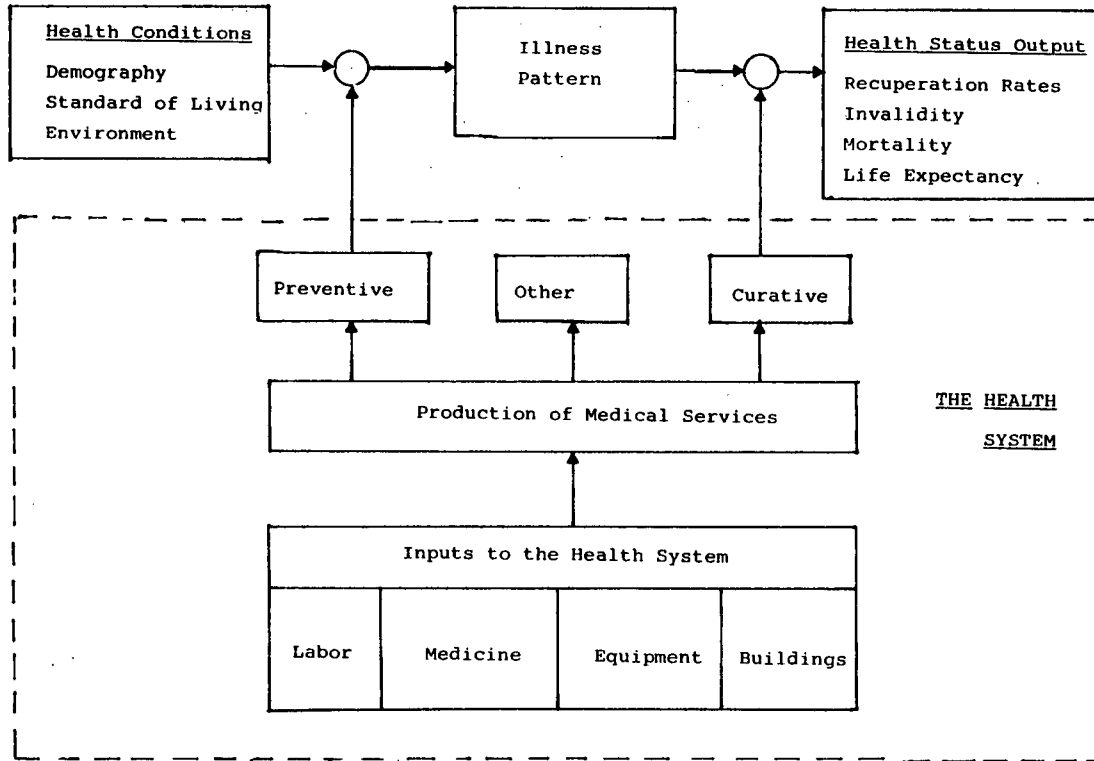 Health Conditions
Demography
Standard of Living
Environment
Illness
Pattern
Health Status Output
Recuperation Rates
Invalidity
Mortality
Life Expectancy
Preventive
Other
Curative
Production of Medical Services
THE HEALTH
SYSTEM
Inputs to the Health System
Labor
Medicine
Equipment
Buildings